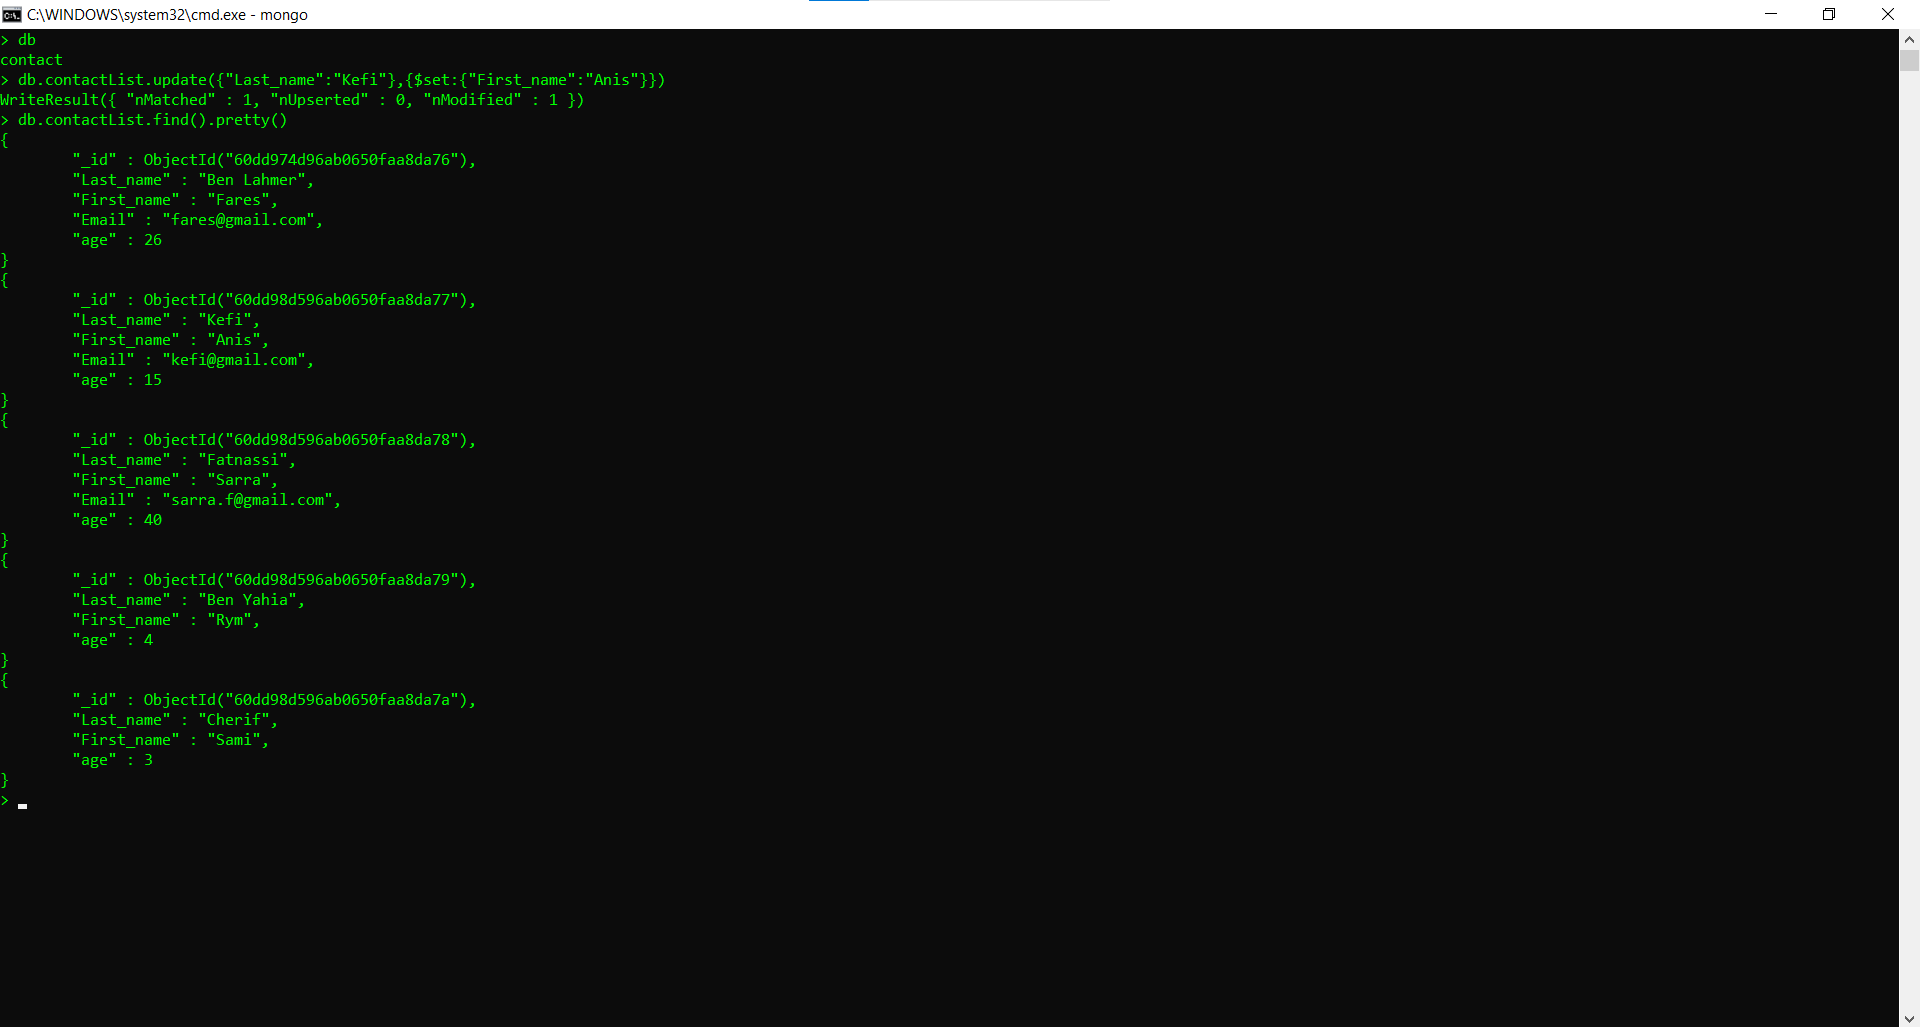 C:\WINDOWS\system32\cmd.exe - mongo
> db
contact
> db.contactList.update({"Last_name":"Kefi"},{$set:{"First_name":"Anis"}})
WriteResult({ "nMatched" : 1, "nUpserted" : 0, "nModified" : 1 })
> db.contactList.find().pretty()
{
        "_id" : ObjectId("60dd974d96ab0650faa8da76"),
        "Last_name" : "Ben Lahmer",
        "First_name" : "Fares",
        "Email" : "fares@gmail.com",
        "age" : 26
}
{
        "_id" : ObjectId("60dd98d596ab0650faa8da77"),
        "Last_name" : "Kefi",
        "First_name" : "Anis",
        "Email" : "kefi@gmail.com",
        "age" : 15
}
{
        "_id" : ObjectId("60dd98d596ab0650faa8da78"),
        "Last_name" : "Fatnassi",
        "First_name" : "Sarra",
        "Email" : "sarra.f@gmail.com",
        "age" : 40
}
{
        "_id" : ObjectId("60dd98d596ab0650faa8da79"),
        "Last_name" : "Ben Yahia",
        "First_name" : "Rym",
        "age" : 4
}
{
        "_id" : ObjectId("60dd98d596ab0650faa8da7a"),
        "Last_name" : "Cherif",
        "First_name" : "Sami",
        "age" : 3
}
>